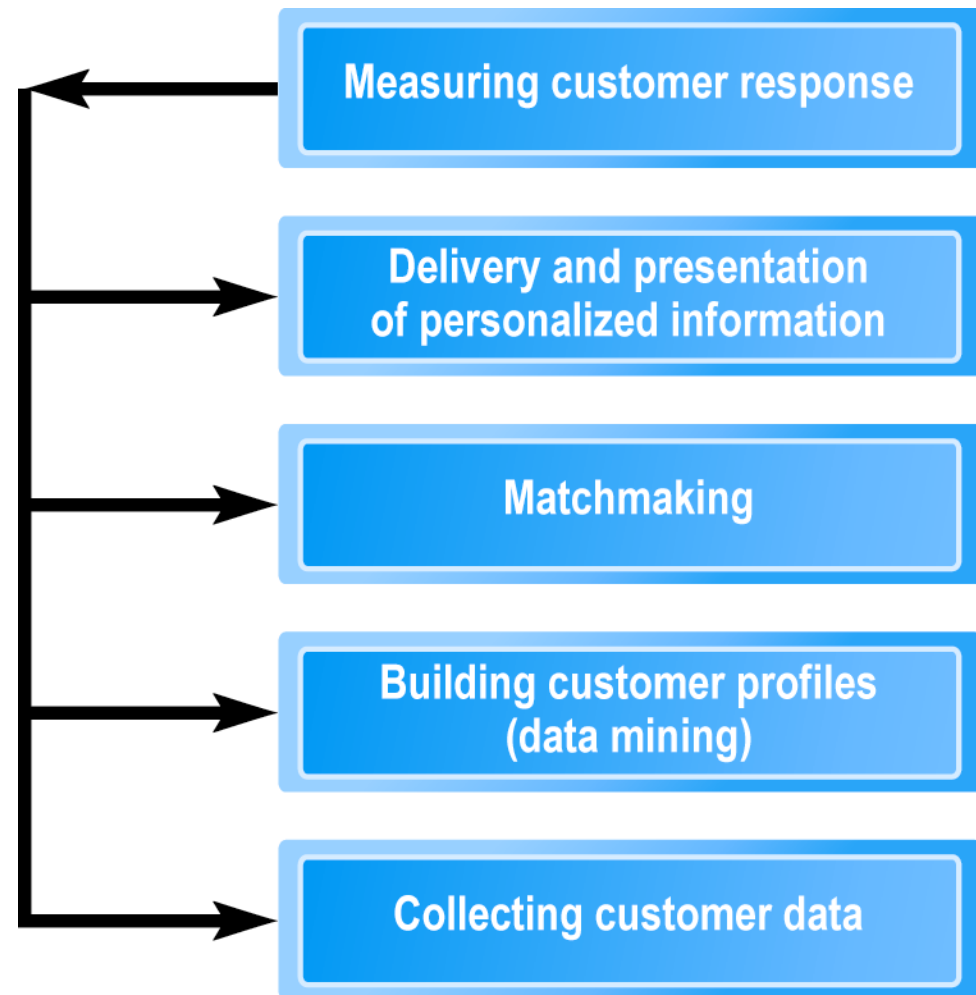 Measuring customer response
Delivery and presentation
of personalized information
Matchmaking
Building customer profiles
(data mining)
Collecting customer data